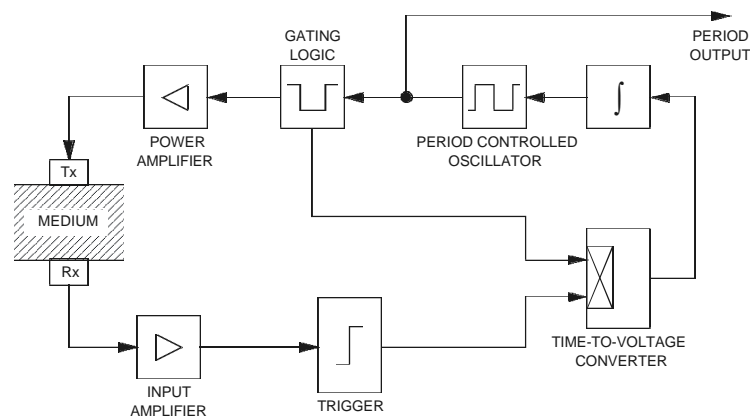 GATING
LOGIC
PERIOD
OUTPUT
POWER
AMPLIFIER
PERIOD CONTROLLED
OSCILLATOR
∫
Tx
MEDIUM
Rx
INPUT
AMPLIFIER
TRIGGER
TIME-TO-VOLTAGE
CONVERTER